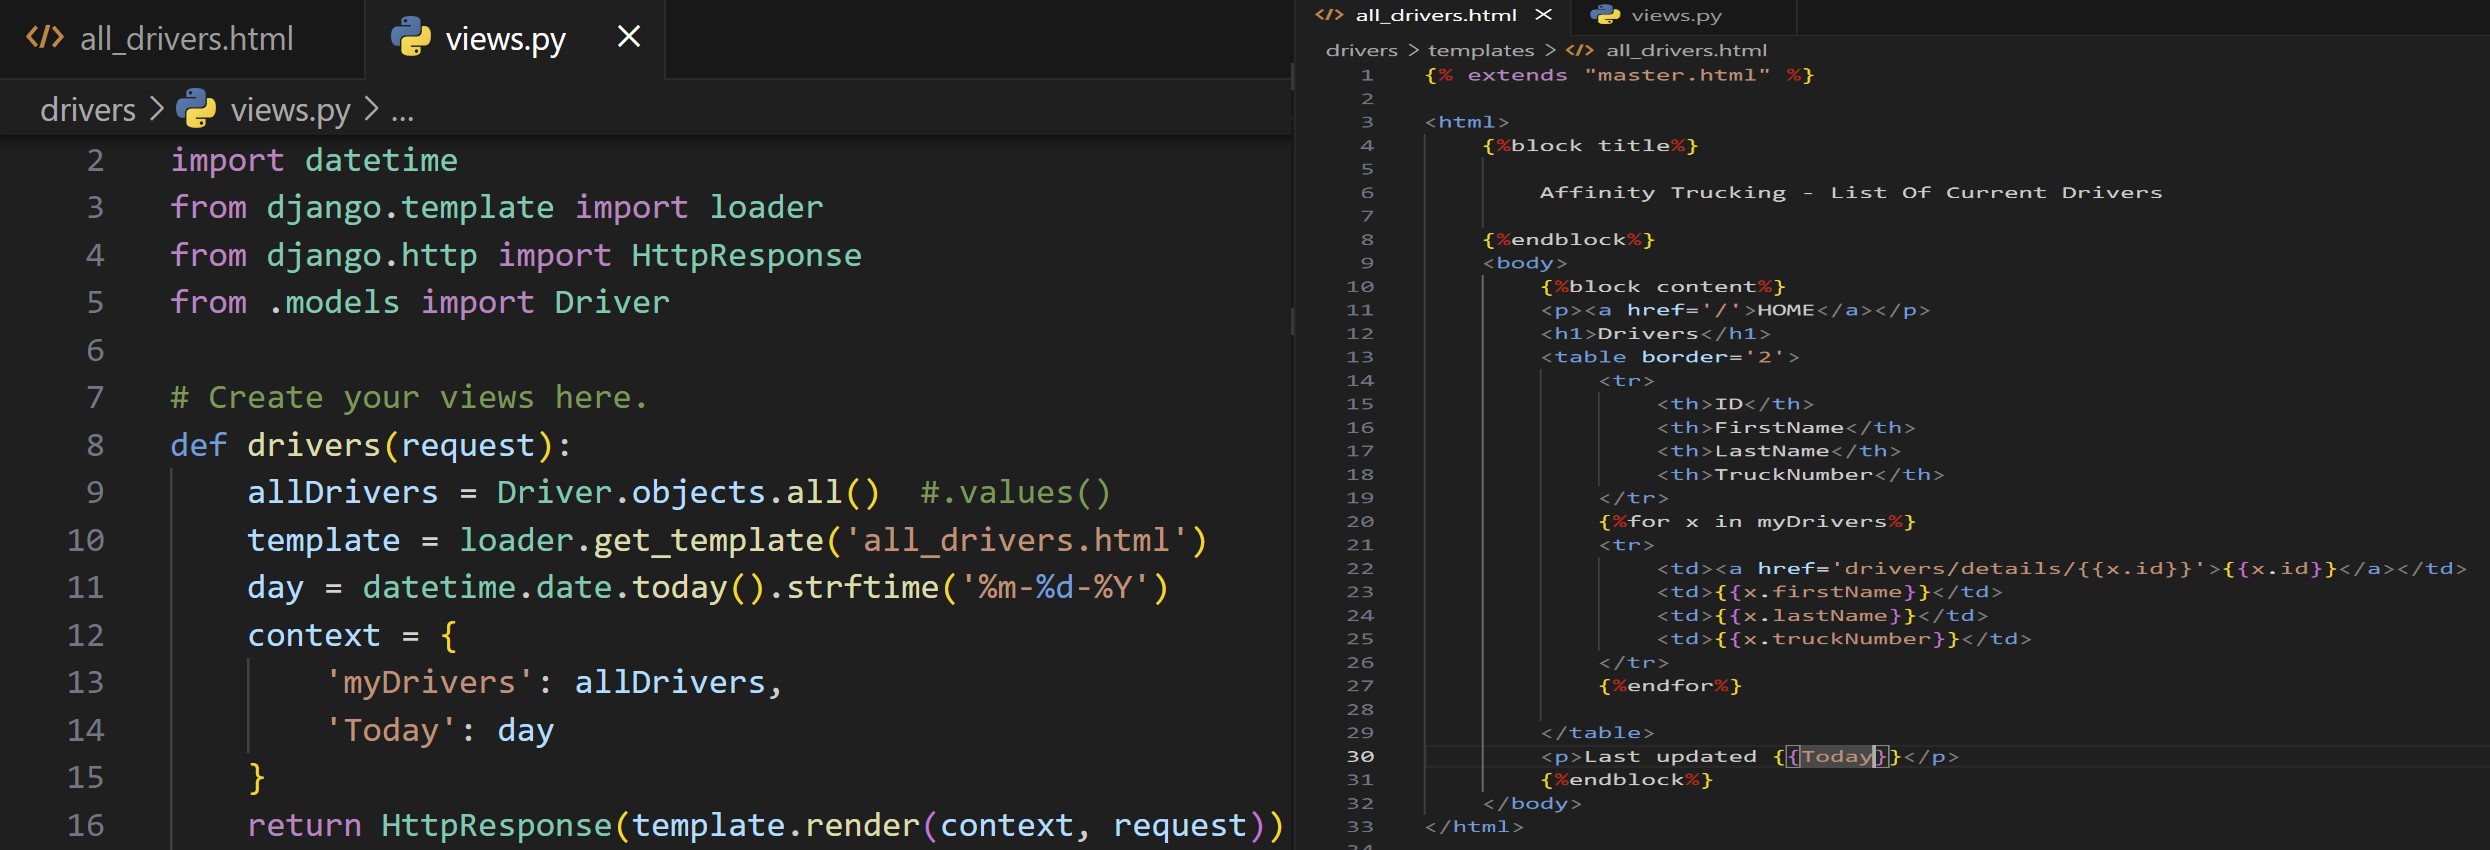 all_drivers.html
views.py
drivers > views.py > ...
2 import datetime
3 from django.template import loader
4 from django.http import HttpResponse
5 from .models import Driver
6
7 # Create your views here.
8 def drivers(request):
9     allDrivers = Driver.objects.all()  #.values()
10     template = loader.get_template('all_drivers.html')
11     day = datetime.date.today().strftime('%m-%d-%Y')
12     context = {
13         'myDrivers': allDrivers,
14         'Today': day
15     }
16     return HttpResponse(template.render(context, request))
all_drivers.html
views.py
drivers > templates > all_drivers.html
1 {% extends "master.html" %}
2
3 <html>
4     {%block title%}
5
6         Affinity Trucking - List Of Current Drivers
7
8     {%endblock%}
9     <body>
10         {%block content%}
11         <p><a href='/'>HOME</a></p>
12         <h1>Drivers</h1>
13         <table border='2'>
14             <tr>
15                 <th>ID</th>
16                 <th>FirstName</th>
17                 <th>LastName</th>
18                 <th>TruckNumber</th>
19             </tr>
20             {%for x in myDrivers%}
21             <tr>
22                 <td><a href='drivers/details/{{x.id}}'>{{x.id}}</a></td>
23                 <td>{{x.firstName}}</td>
24                 <td>{{x.lastName}}</td>
25                 <td>{{x.truckNumber}}</td>
26             </tr>
27             {%endfor%}
28
29         </table>
30         <p>Last updated {{Today}}</p>
31         {%endblock%}
32     </body>
33 </html>
34